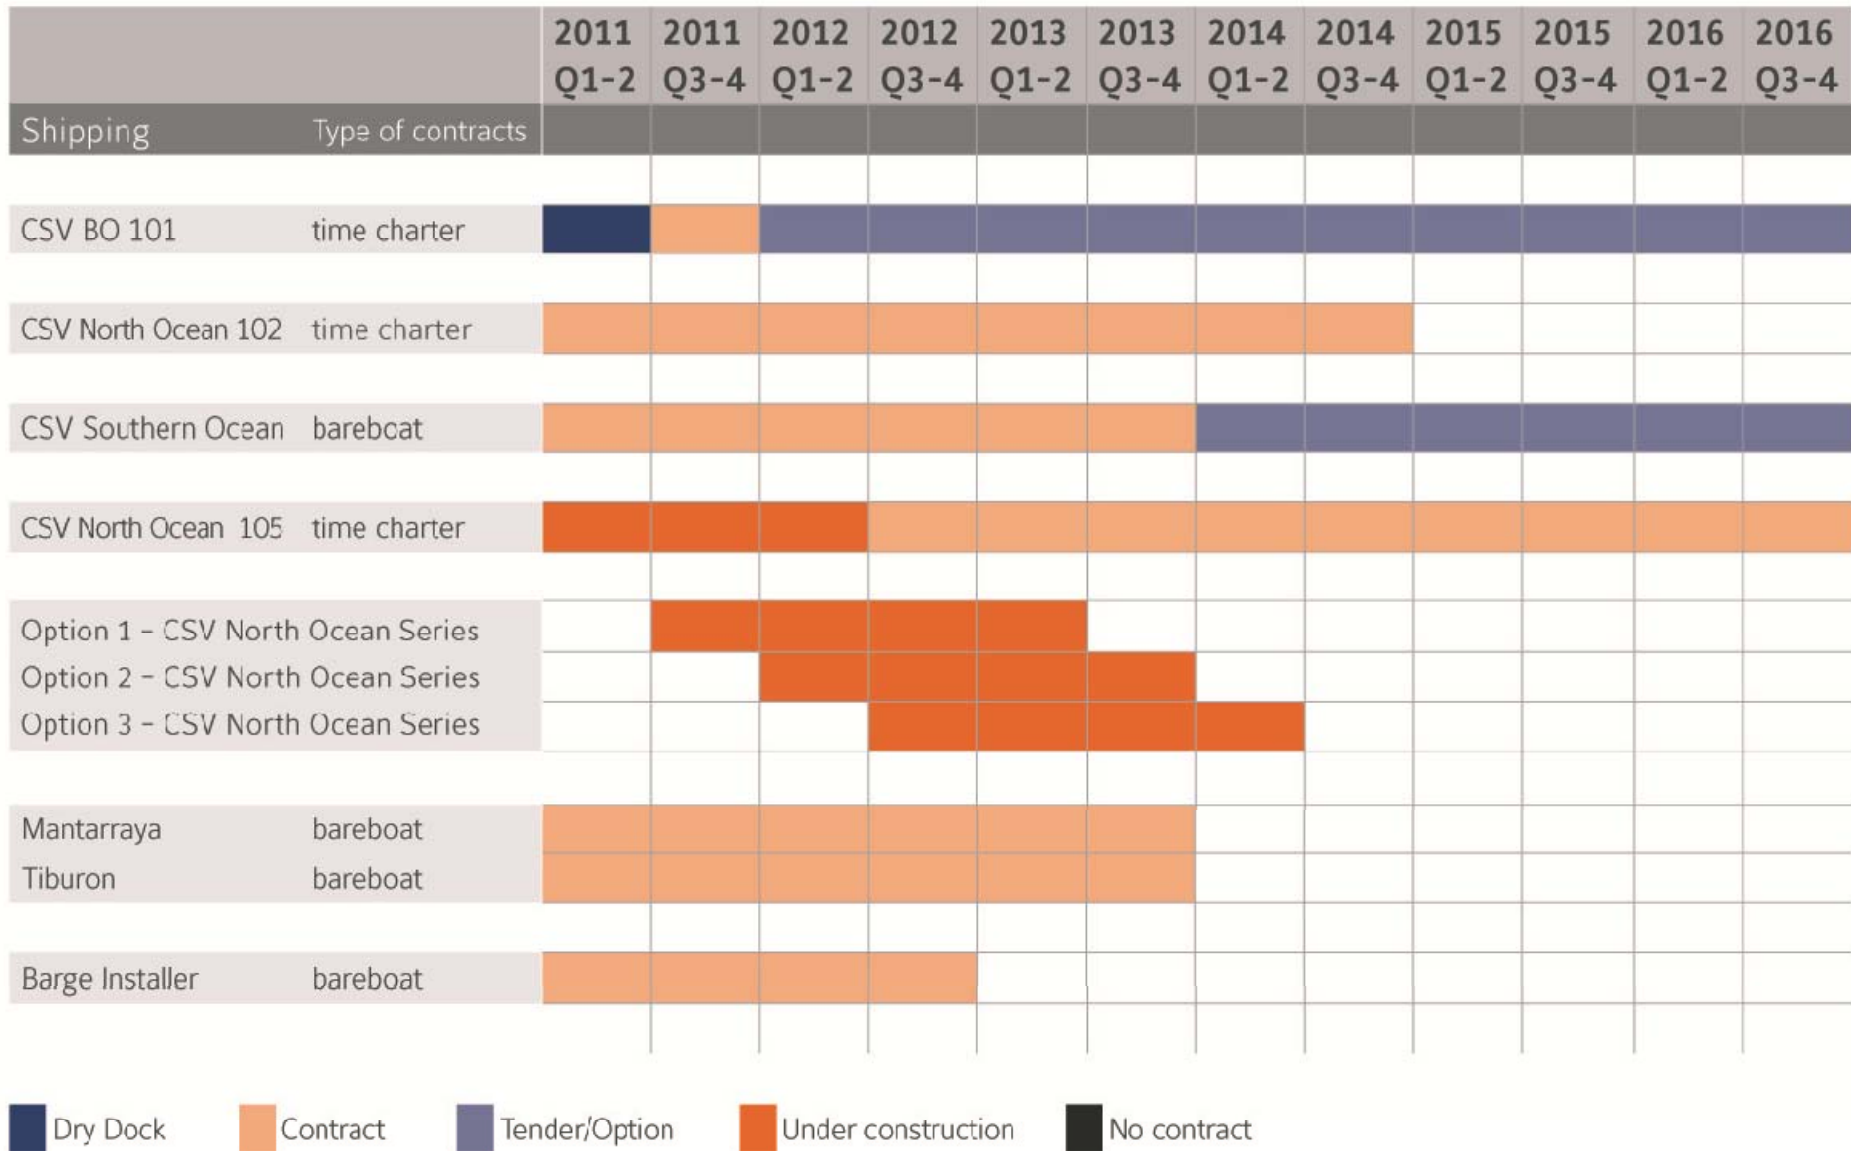 2011 2011 2012 2012 2013 2013 2014 2014 2015 2015 2016 2016
Q1-2 Q3-4 Q1-2 Q3-4 Q1-2 Q3-4 Q1-2 Q3-4 Q1-2 Q3-4 Q1-2 Q3-4
Shipping Type of contracts
CSV BO 101 time charter
CSV North Ocean 102 time charter
CSV Southern Ocean bareboat
CSV North Ocean 105 time charter
Option 1 – CSV North Ocean Series
Option 2 – CSV North Ocean Series
Option 3 – CSV North Ocean Series
Mantarraya bareboat
Tiburon bareboat
Barge Installer bareboat
Dry Dock Contract Tender/Option Under construction No contract